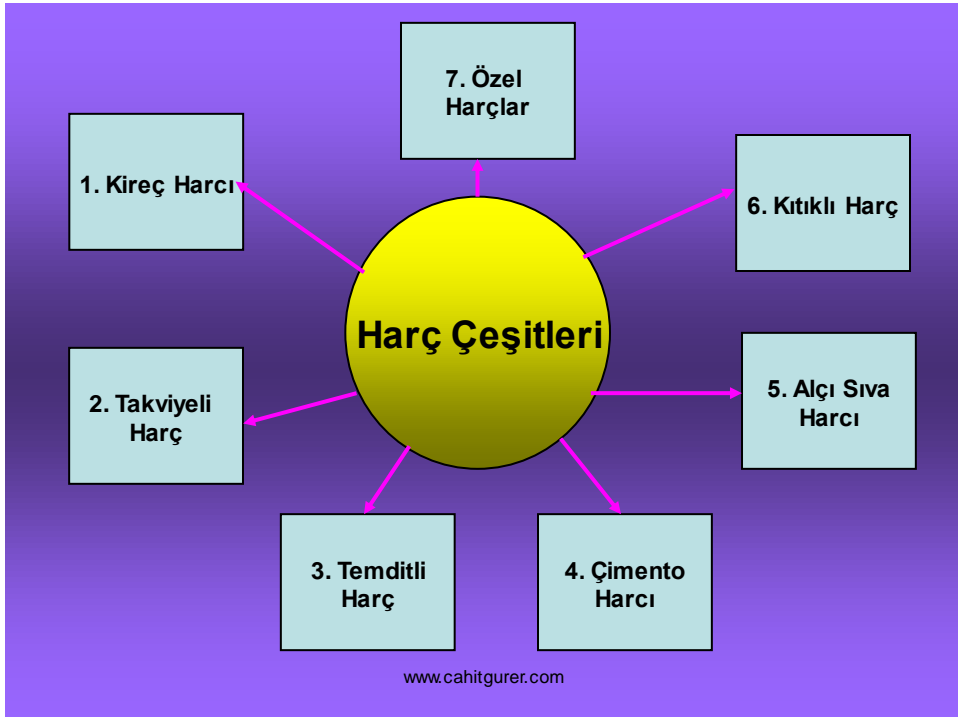 Harç Çeşitleri
1. Kireç Harcı
2. Takviyeli
Harç
3. Temditli
Harç
4. Çimento
Harcı
5. Alçı Sıva
Harcı
6. Kıtıklı Harç
7. Özel
Harçlar
www.cahitgurer.com